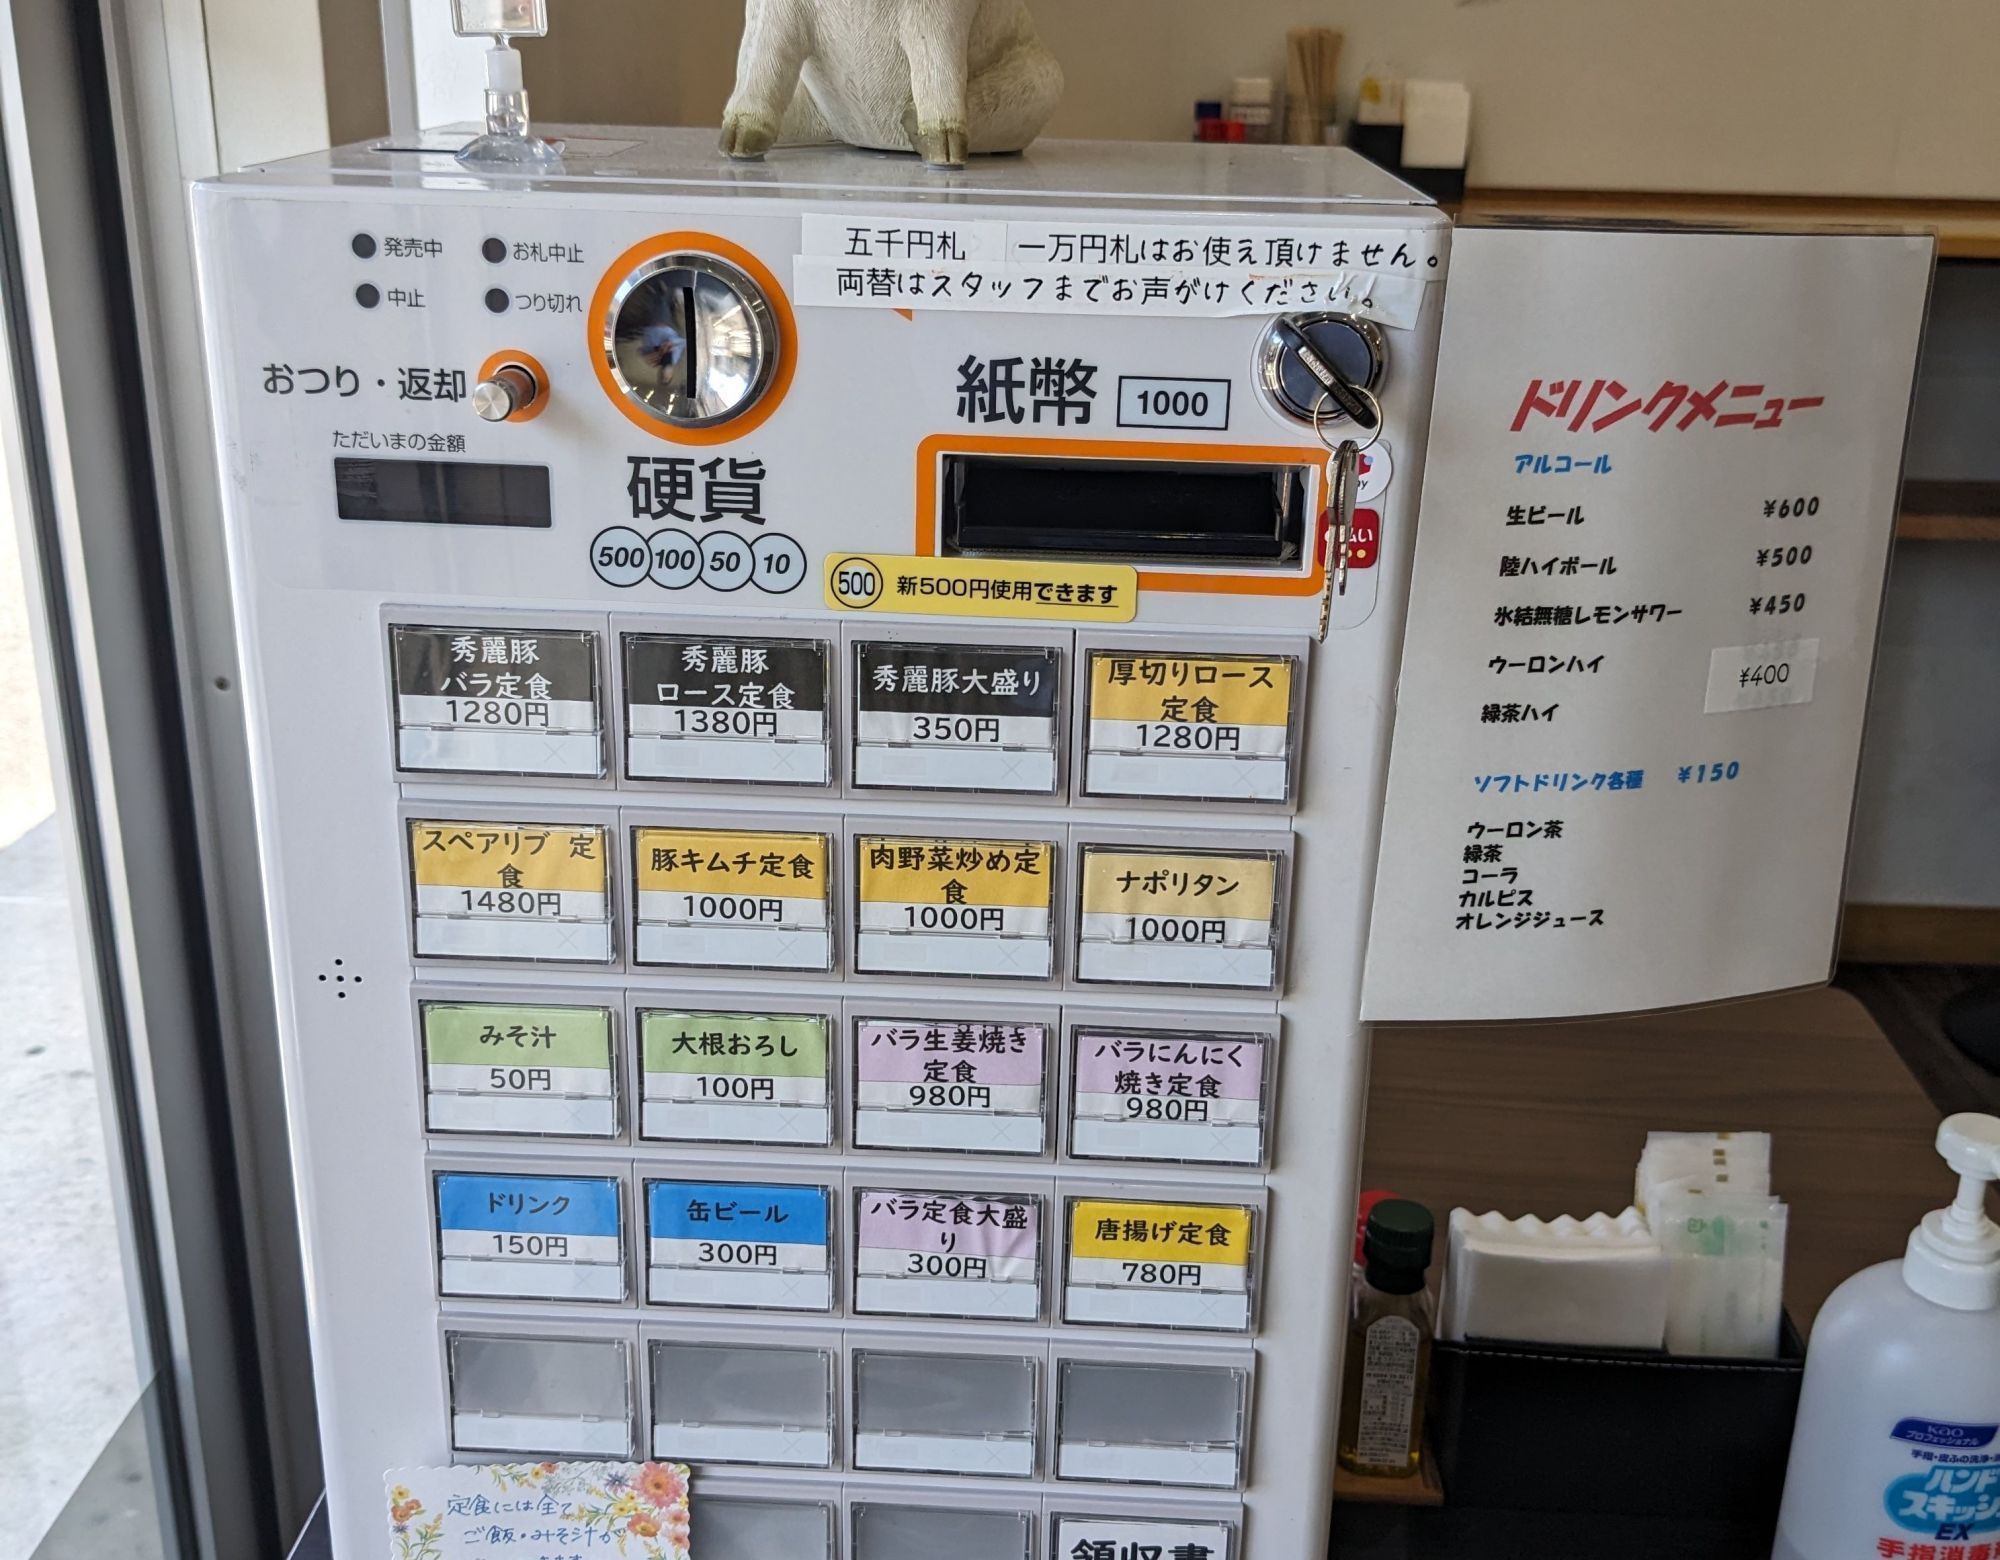 発売中
お札中止
中止
つり切れ
おつり・返却
ただいまの金額
硬貨
500 100 50 10
五千円札 一万円札はお使え頂けません。
両替はスタッフまでお声がけください。
紙幣 1000
500 新500円使用できます
秀麗豚
バラ定食
1280円
秀麗豚
ロース定食
1380円
秀麗豚大盛り
350円
厚切りロース
定食
1280円
スペアリブ 定
食
1480円
豚キムチ定食
1000円
肉野菜炒め定
食
1000円
ナポリタン
1000円
みそ汁
50円
大根おろし
100円
バラ生姜焼き
定食
980円
バラにんにく
焼き定食
980円
ドリンク
150円
缶ビール
300円
バラ定食大盛
り
300円
唐揚げ定食
780円
領収書
定食には全て
ご飯・みそ汁が
ドリンクメニュー
アルコール
生ビール ¥600
陸ハイボール ¥500
氷結無糖レモンサワー ¥450
ウーロンハイ ¥400
緑茶ハイ
ソフトドリンク各種 ¥150
ウーロン茶
緑茶
コーラ
カルピス
オレンジジュース
Kao
プロフェッショナル
ハンド
EX